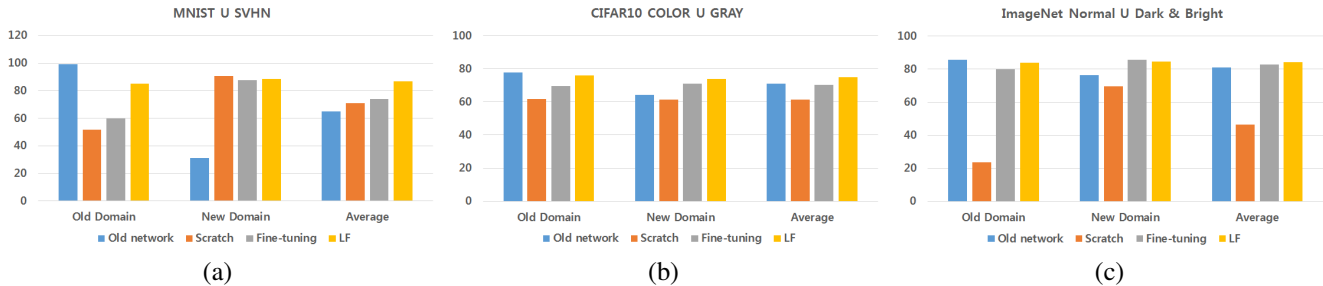 MNIST U SVHN
120
100
80
60
40
20
0
Old Domain New Domain Average
Old network Scratch Fine-tuning LF
(a)
CIFAR10 COLOR U GRAY
100
80
60
40
20
0
Old Domain New Domain Average
Old network Scratch Fine-tuning LF
(b)
ImageNet Normal U Dark & Bright
100
80
60
40
20
0
Old Domain New Domain Average
Old network Scratch Fine-tuning LF
(c)